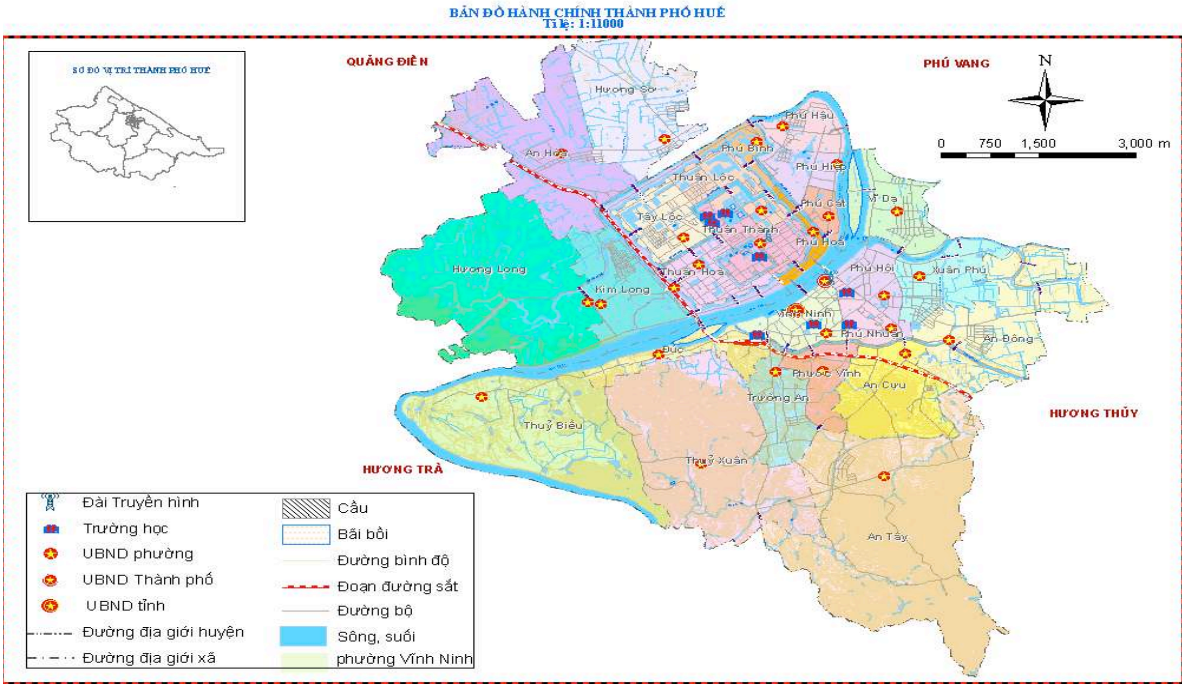 BẢN ĐỒ HÀNH CHÍNH THÀNH PHỐ HUẾ
Tỉ lệ: 1:11000
SƠ ĐỒ VỊ TRÍ THÀNH PHỐ HUẾ
QUẢNG ĐIỀN
PHÚ VANG
N
0 750 1,500 3,000 m
Hương Sơ
Phú Hậu
An Hoà
Phú Bình
Phú Hiệp
Thuận Lộc
Vĩ Dạ
Tây Lộc
Phú Cát
Thuận Thành
Phú Hoà
Hương Long
Thuận Hoà
Phú Hội
Xuân Phú
Kim Long
Vĩnh Ninh
Phú Nhuận
An Đông
Đúc
Phước Vĩnh
An Cựu
Trường An
HƯƠNG THỦY
Thuỷ Biều
Thuỷ Xuân
HƯƠNG TRÀ
An Tây
Đài Truyền hình
Trường học
UBND phường
UBND Thành phố
UBND tỉnh
Đường địa giới huyện
Đường địa giới xã
Cầu
Bãi bồi
Đường bình độ
Đoạn đường sắt
Đường bộ
Sông, suối
phường Vĩnh Ninh